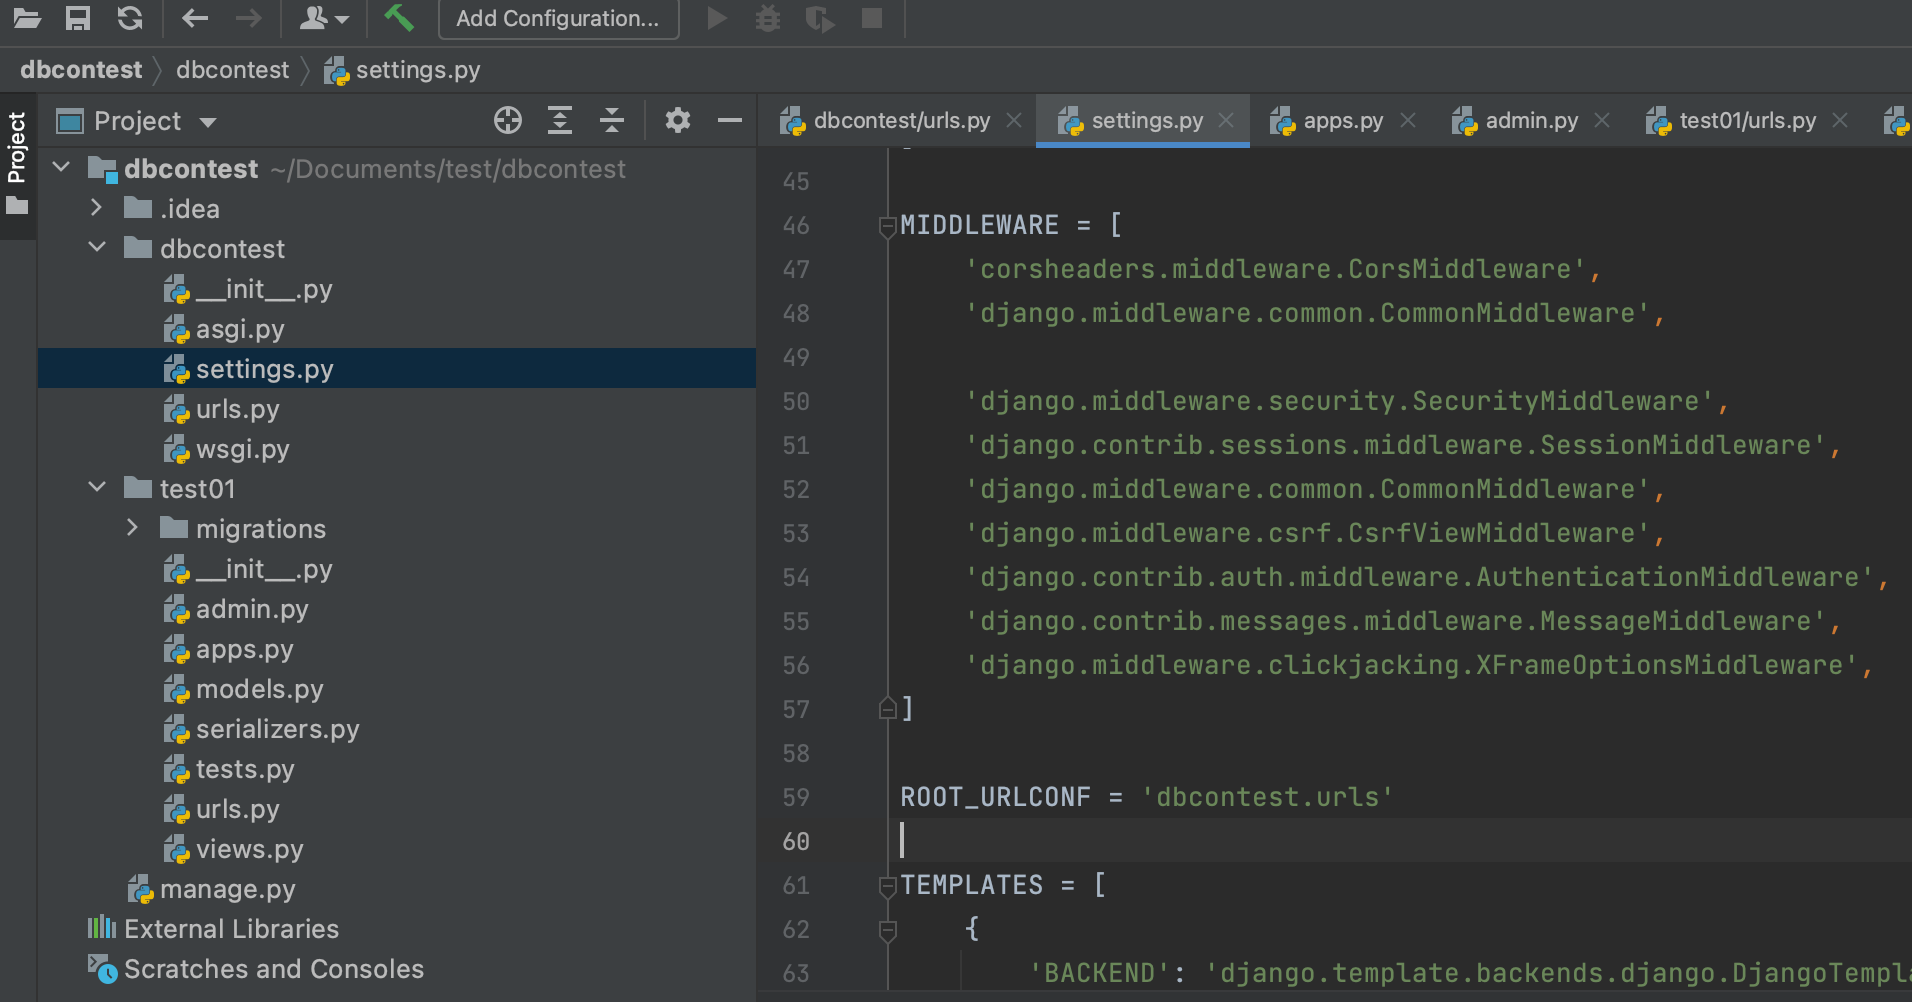 Add Configuration...
dbcontest dbcontest settings.py
Project
Project
dbcontest ~/Documents/test/dbcontest
.idea
dbcontest
__init__.py
asgi.py
settings.py
urls.py
wsgi.py
test01
migrations
__init__.py
admin.py
apps.py
models.py
serializers.py
tests.py
urls.py
views.py
manage.py
External Libraries
Scratches and Consoles
dbcontest/urls.py settings.py apps.py admin.py test01/urls.py
45
46 MIDDLEWARE = [
47 'corsheaders.middleware.CorsMiddleware',
48 'django.middleware.common.CommonMiddleware',
49
50 'django.middleware.security.SecurityMiddleware',
51 'django.contrib.sessions.middleware.SessionMiddleware',
52 'django.middleware.common.CommonMiddleware',
53 'django.middleware.csrf.CsrfViewMiddleware',
54 'django.contrib.auth.middleware.AuthenticationMiddleware',
55 'django.contrib.messages.middleware.MessageMiddleware',
56 'django.middleware.clickjacking.XFrameOptionsMiddleware',
57 ]
58
59 ROOT_URLCONF = 'dbcontest.urls'
60
61 TEMPLATES = [
62 {
63 'BACKEND': 'django.template.backends.django.DjangoTempl